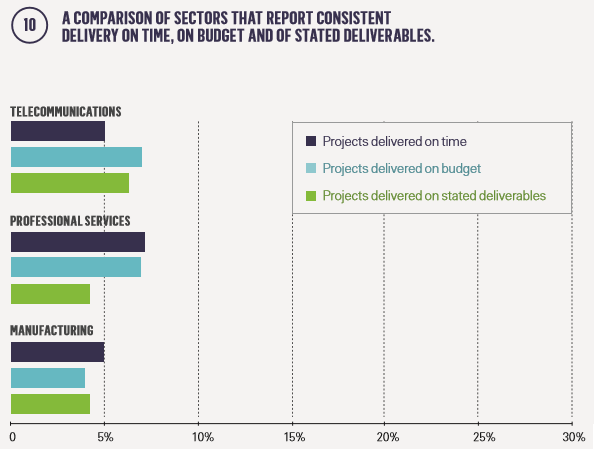 10
A COMPARISON OF SECTORS THAT REPORT CONSISTENT
DELIVERY ON TIME, ON BUDGET AND OF STATED DELIVERABLES.
TELECOMMUNICATIONS
Projects delivered on time
Projects delivered on budget
Projects delivered on stated deliverables
PROFESSIONAL SERVICES
MANUFACTURING
0 5% 10% 15% 20% 25% 30%